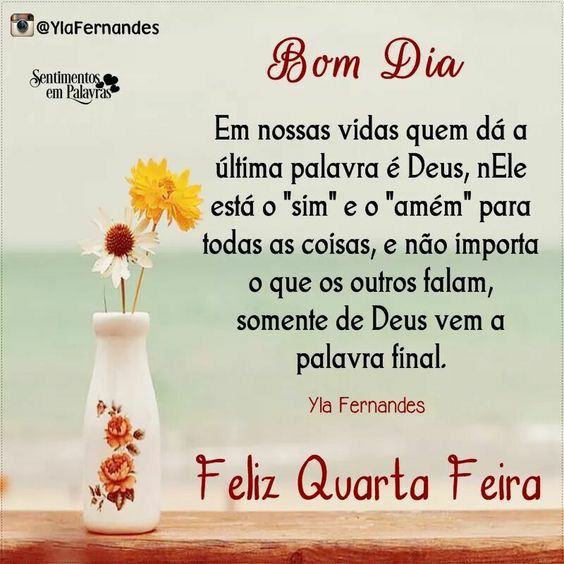 @YlaFernandes
Sentimentos
em Palavras
Bom Dia
Em nossas vidas quem dá a
última palavra é Deus, nEle
está o "sim" e o "amém" para
todas as coisas, e não importa
o que os outros falam,
somente de Deus vem a
palavra final.
Yla Fernandes
Feliz Quarta Feira